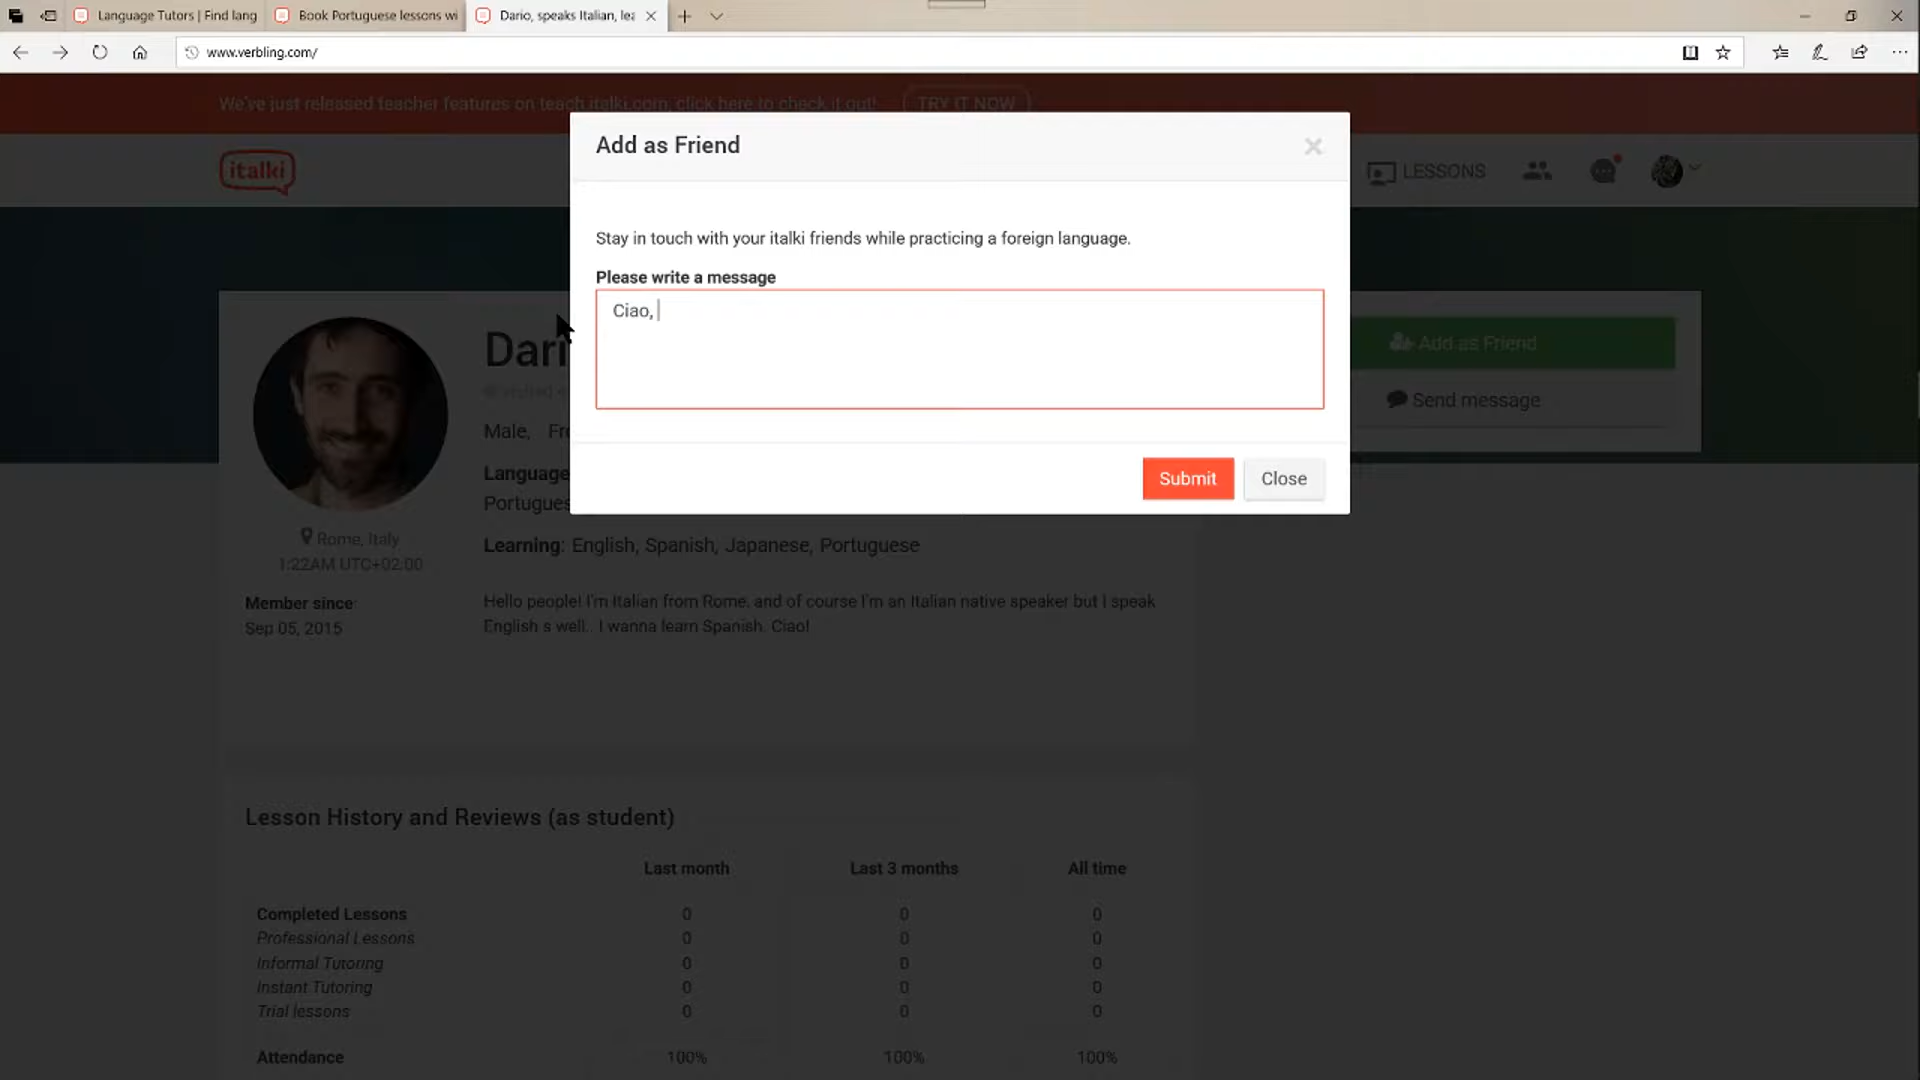 Language Tutors | Find lang
Book Portuguese lessons wi
Dario, speaks Italian, lea
www.verbling.com/
We've just released teacher features on teach.italki.com, click here to check it out!
TRY IT NOW
italki
LESSONS
Add as Friend
Stay in touch with your italki friends while practicing a foreign language.
Please write a message
Ciao,
Submit
Close
Dari
Add as Friend
Send message
Male, Fr
Language
Portugues
Learning: English, Spanish, Japanese, Portuguese
Rome, Italy
1:22AM UTC+02:00
Member since:
Sep 05, 2015
Hello people! I'm Italian from Rome, and of course I'm an Italian native speaker but I speak
English s well.. I wanna learn Spanish. Ciao!
Lesson History and Reviews (as student)
Last month Last 3 months All time
Completed Lessons 0 0 0
Professional Lessons 0 0 0
Informal Tutoring 0 0 0
Instant Tutoring 0 0 0
Trial lessons 0 0 0
Attendance 100% 100% 100%